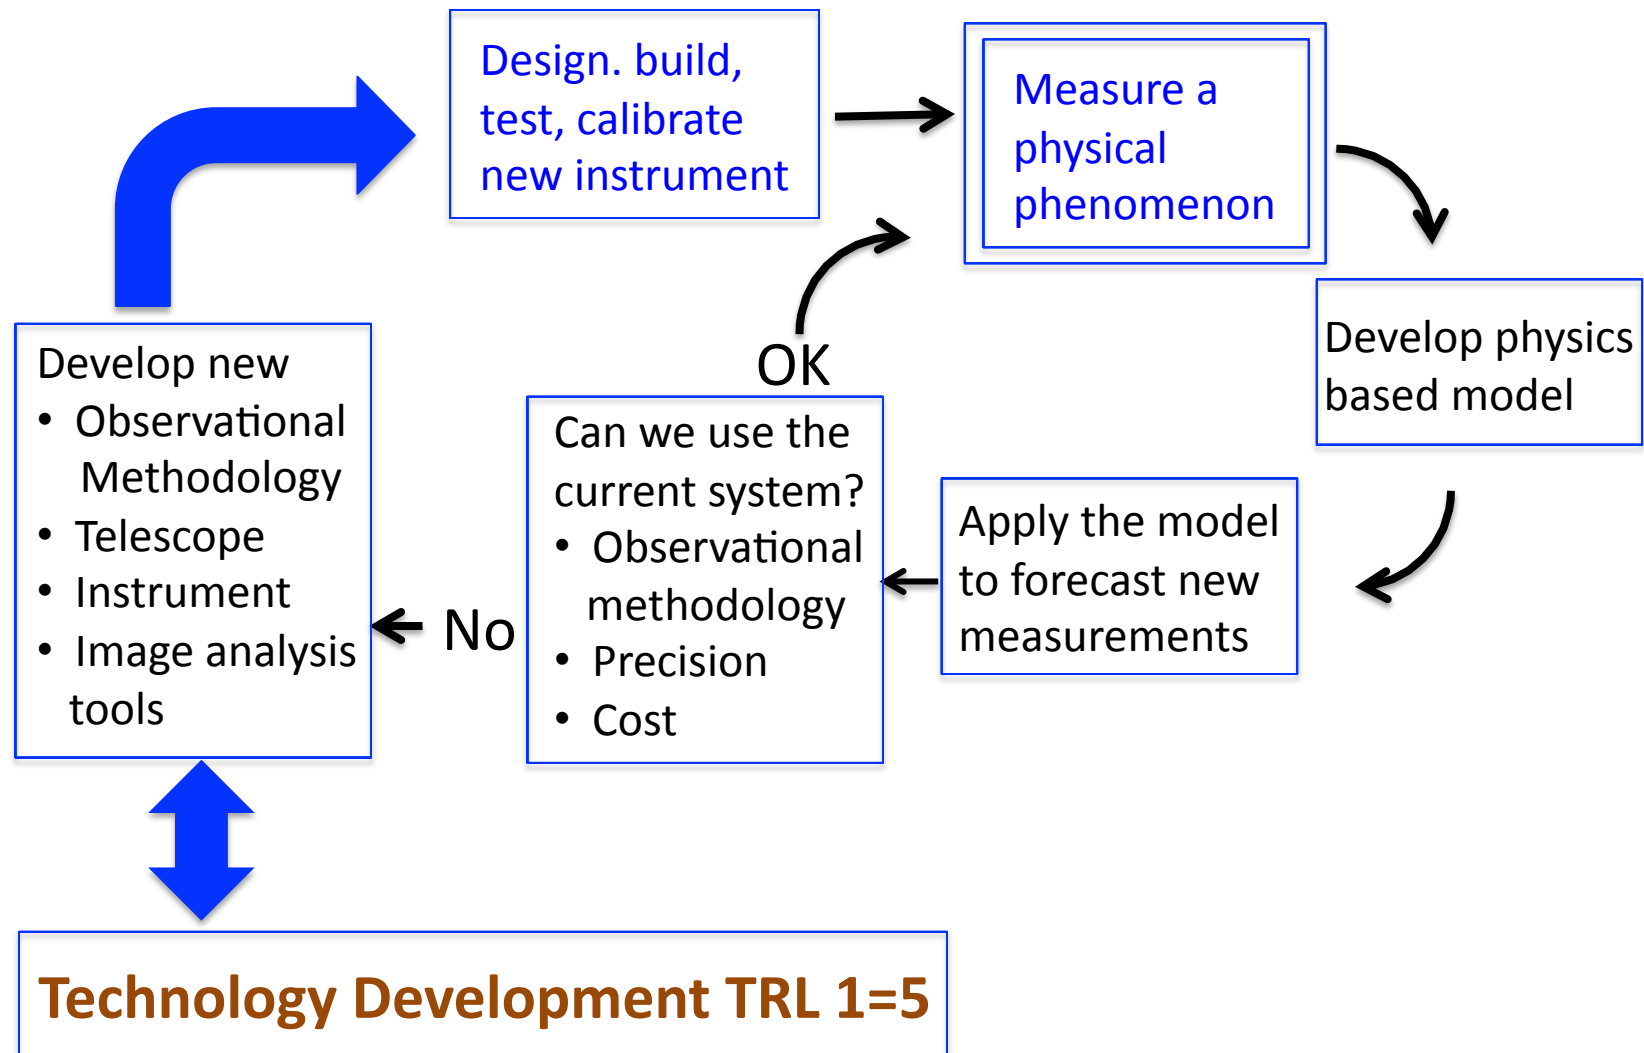 Design. build,
test, calibrate
new instrument
Measure a
physical
phenomenon
Develop physics
based model
Apply the model
to forecast new
measurements
OK
Can we use the
current system?
• Observational
methodology
• Precision
• Cost
No
Develop new
• Observational
Methodology
• Telescope
• Instrument
• Image analysis
tools
Technology Development TRL 1=5